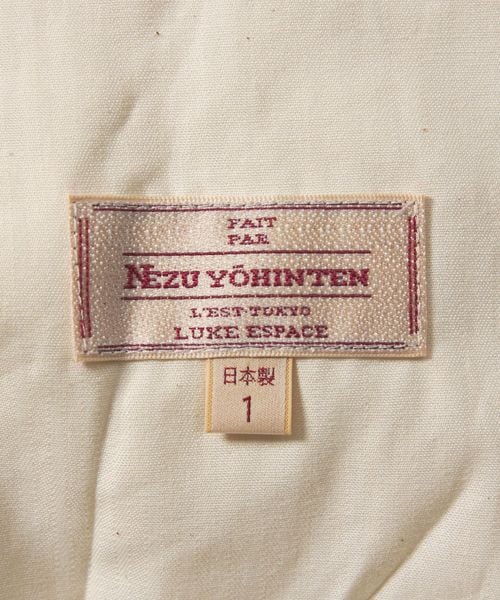 FAIT
PAR
NEZU YŌHINTEN
L'EST-TOKYO
LUKE ESPACE
日本製
1